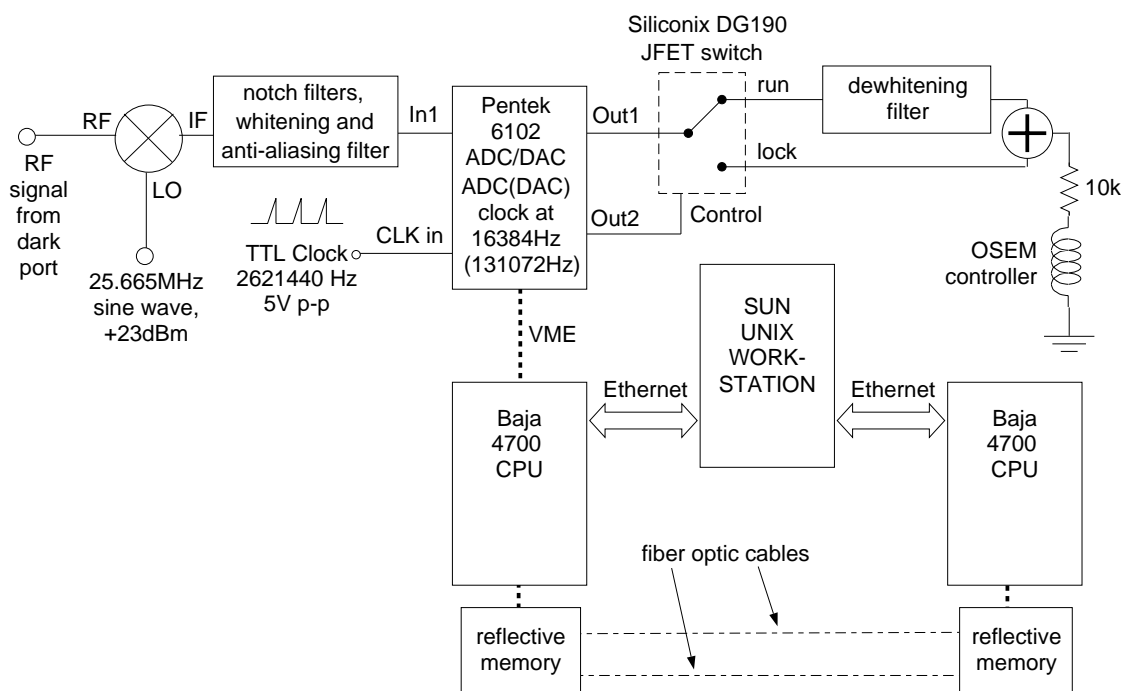 Siliconix DG190
JFET switch
RF
IF
notch filters,
whitening and
anti-aliasing filter
In1
Pentek
6102
ADC/DAC
ADC(DAC)
clock at
16384Hz
(131072Hz)
Out1
run
dewhitening
filter
lock
Out2
Control
10k
RF
signal
from
dark
port
LO
25.665MHz
sine wave,
+23dBm
CLK in
TTL Clock
2621440 Hz
5V p-p
OSEM
controller
VME
SUN
UNIX
WORK-
STATION
Ethernet
Ethernet
Baja
4700
CPU
Baja
4700
CPU
fiber optic cables
reflective
memory
reflective
memory